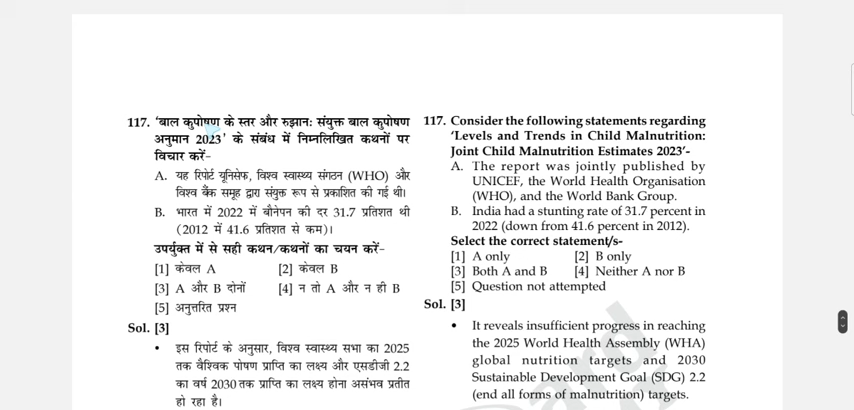 117. 'बाल कुपोषण के स्तर और रुझान: संयुक्त बाल कुपोषण
अनुमान 2023' के संबंध में निम्नलिखित कथनों पर
विचार करें-
A. यह रिपोर्ट यूनिसेफ, विश्व स्वास्थ्य संगठन (WHO) और
विश्व बैंक समूह द्वारा संयुक्त रूप से प्रकाशित की गई थी।
B. भारत में 2022 में बौनेपन की दर 31.7 प्रतिशत थी
(2012 में 41.6 प्रतिशत से कम)।
उपर्युक्त में से सही कथन/कथनों का चयन करें-
[1] केवल A [2] केवल B
[3] A और B दोनों [4] न तो A और न ही B
[5] अनुत्तरित प्रश्न
Sol. [3]
• इस रिपोर्ट के अनुसार, विश्व स्वास्थ्य सभा का 2025
तक वैश्विक पोषण प्राप्ति का लक्ष्य और एसडीजी 2.2
का वर्ष 2030 तक प्राप्ति का लक्ष्य होना असंभव प्रतीत
हो रहा है।
117. Consider the following statements regarding
'Levels and Trends in Child Malnutrition:
Joint Child Malnutrition Estimates 2023'-
A. The report was jointly published by
UNICEF, the World Health Organisation
(WHO), and the World Bank Group.
B. India had a stunting rate of 31.7 percent in
2022 (down from 41.6 percent in 2012).
Select the correct statement/s-
[1] A only [2] B only
[3] Both A and B [4] Neither A nor B
[5] Question not attempted
Sol. [3]
• It reveals insufficient progress in reaching
the 2025 World Health Assembly (WHA)
global nutrition targets and 2030
Sustainable Development Goal (SDG) 2.2
(end all forms of malnutrition) targets.